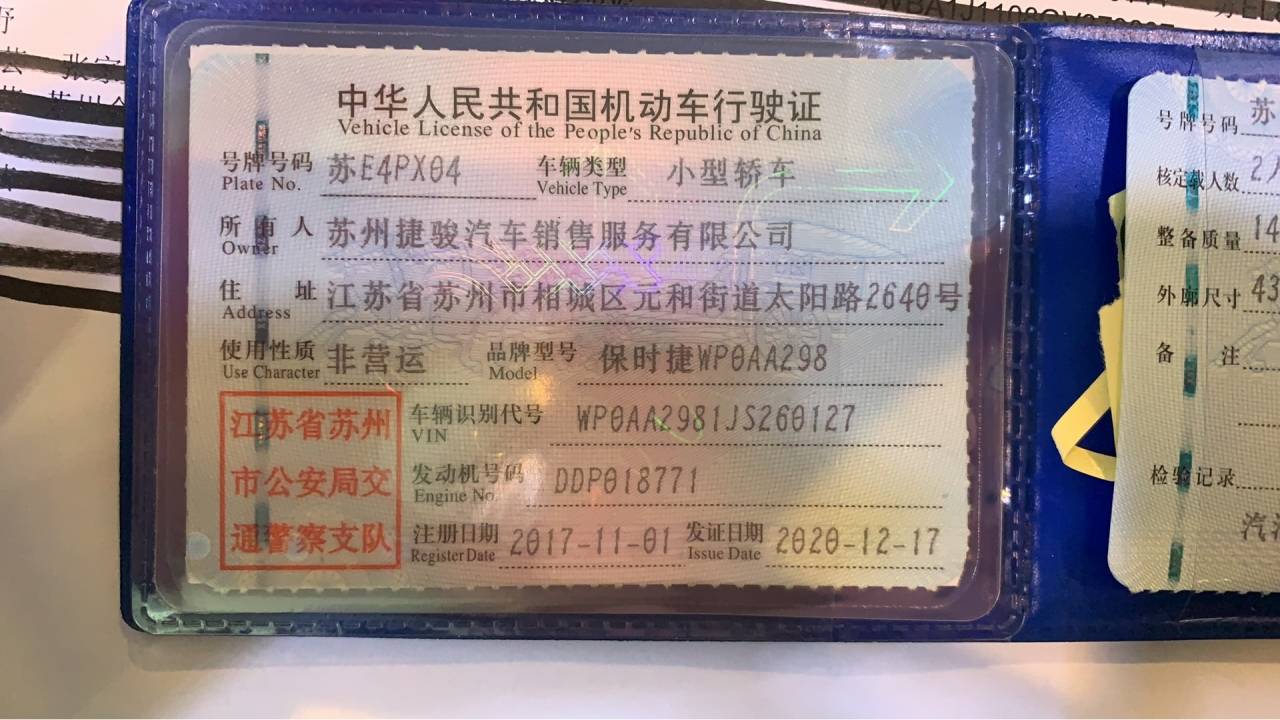 WBA1J1108GV
张
中华人民共和国机动车行驶证
Vehicle License of the People's Republic of China
号牌号码 Plate No. 苏E4PX04 车辆类型 Vehicle Type 小型轿车
所有人 Owner 苏州捷骏汽车销售服务有限公司
住址 Address 江苏省苏州市相城区元和街道太阳路2640号
使用性质 Use Character 非营运 品牌型号 Model 保时捷WP0AA298
车辆识别代号 VIN WP0AA2981JS260127
发动机号码 Engine No. DDP018771
注册日期 Register Date 2017-11-01 发证日期 Issue Date 2020-12-17
江苏省苏州
市公安局交
通警察支队
号牌号码 苏
核定载人数 2
整备质量 14
外廓尺寸 43
备注
检验记录
汽